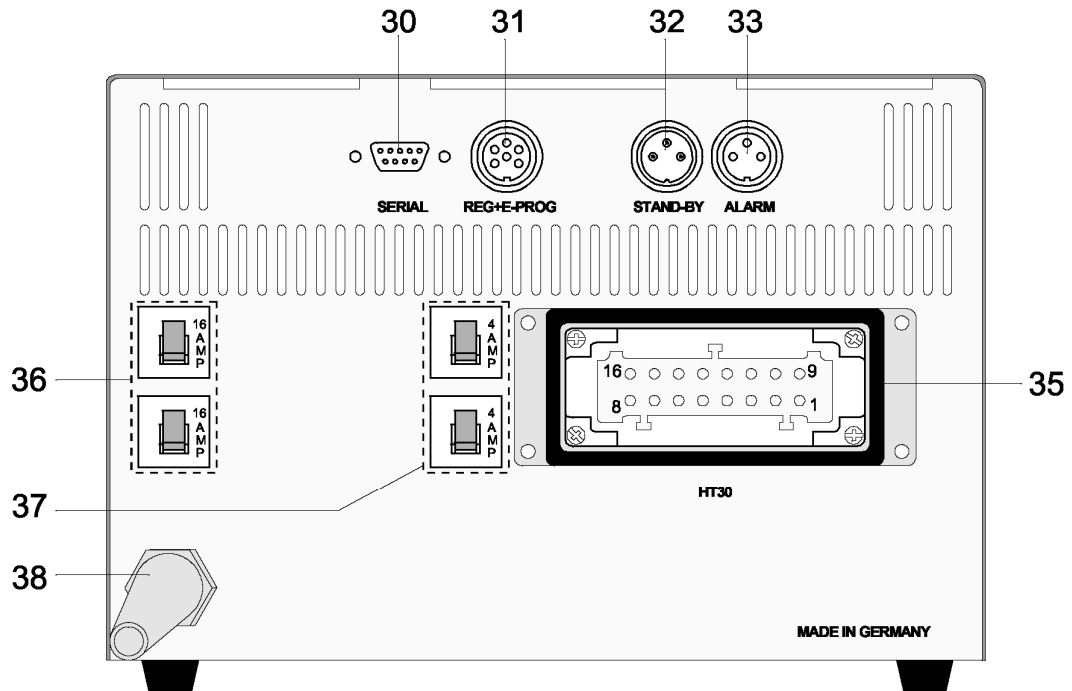 30 31 32 33
SERIAL REG+E-PROG STAND-BY ALARM
16 AMP 4 AMP
16 9
8 1
35
36
16 AMP 4 AMP
HT30
37
38
MADE IN GERMANY